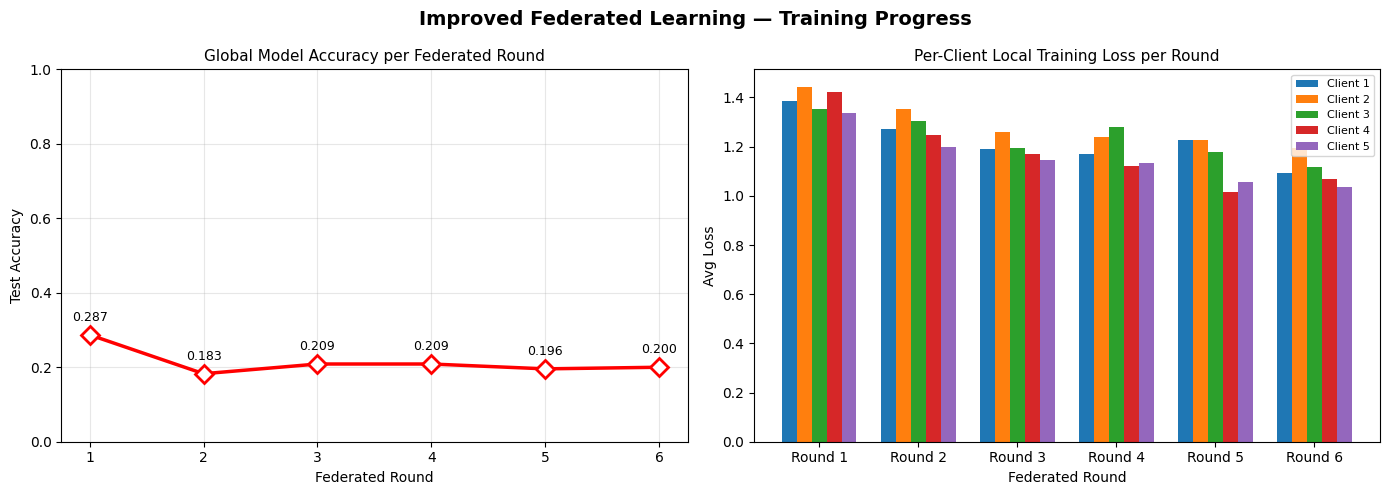 Improved Federated Learning — Training Progress
Global Model Accuracy per Federated Round
Test Accuracy
1.0
0.8
0.6
0.4
0.2
0.0
0.287
0.183
0.209
0.209
0.196
0.200
1 2 3 4 5 6
Federated Round
Per-Client Local Training Loss per Round
Avg Loss
1.4
1.2
1.0
0.8
0.6
0.4
0.2
0.0
Client 1
Client 2
Client 3
Client 4
Client 5
Round 1 Round 2 Round 3 Round 4 Round 5 Round 6
Federated Round